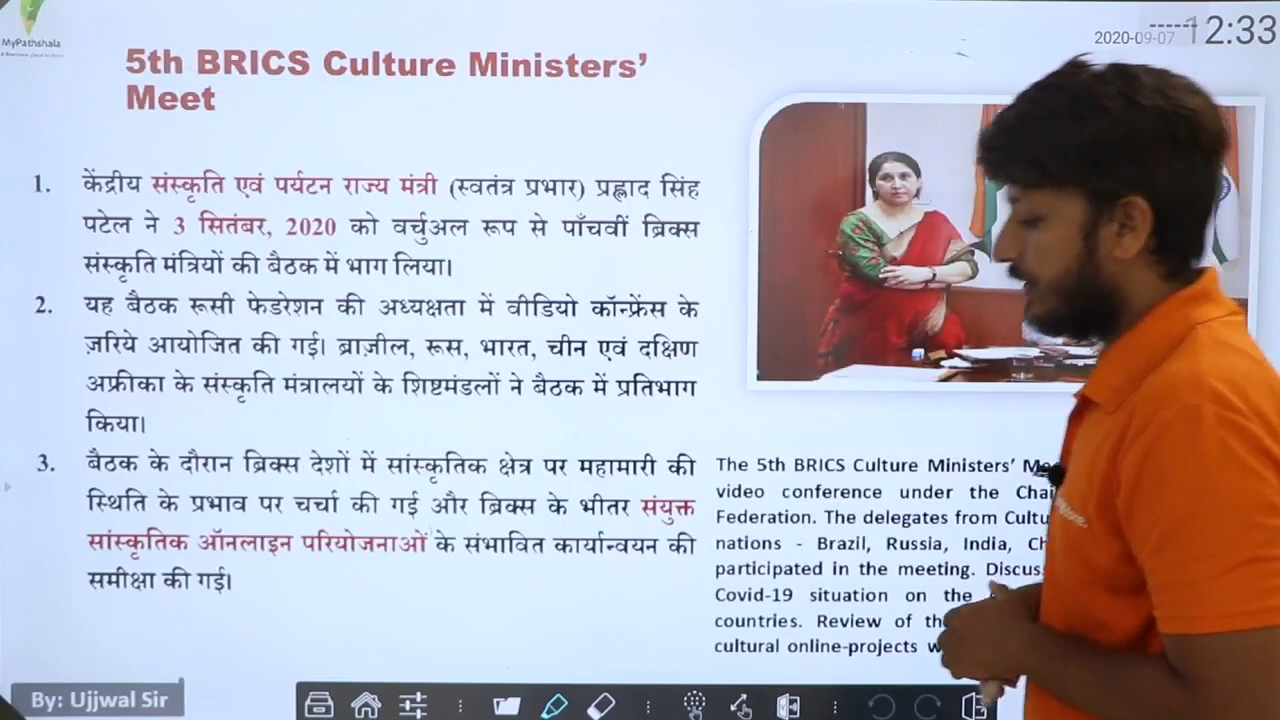 MyPathshala
2020-09-07
12:33
5th BRICS Culture Ministers’
Meet
1. केंद्रीय संस्कृति एवं पर्यटन राज्य मंत्री (स्वतंत्र प्रभार) प्रह्लाद सिंह
पटेल ने 3 सितंबर, 2020 को वर्चुअल रूप से पाँचवीं ब्रिक्स
संस्कृति मंत्रियों की बैठक में भाग लिया।
2. यह बैठक रूसी फेडरेशन की अध्यक्षता में वीडियो कॉन्फ्रेंस के
ज़रिये आयोजित की गई। ब्राज़ील, रूस, भारत, चीन एवं दक्षिण
अफ्रीका के संस्कृति मंत्रालयों के शिष्टमंडलों ने बैठक में प्रतिभाग
किया।
3. बैठक के दौरान ब्रिक्स देशों में सांस्कृतिक क्षेत्र पर महामारी की
स्थिति के प्रभाव पर चर्चा की गई और ब्रिक्स के भीतर संयुक्त
सांस्कृतिक ऑनलाइन परियोजनाओं के संभावित कार्यान्वयन की
समीक्षा की गई।
The 5th BRICS Culture Ministers’
video conference under the
Federation. The delegates from
nations - Brazil, Russia, India,
participated in the meeting.
Covid-19 situation on the
countries. Review of
cultural online-projects
By: Ujjwal Sir